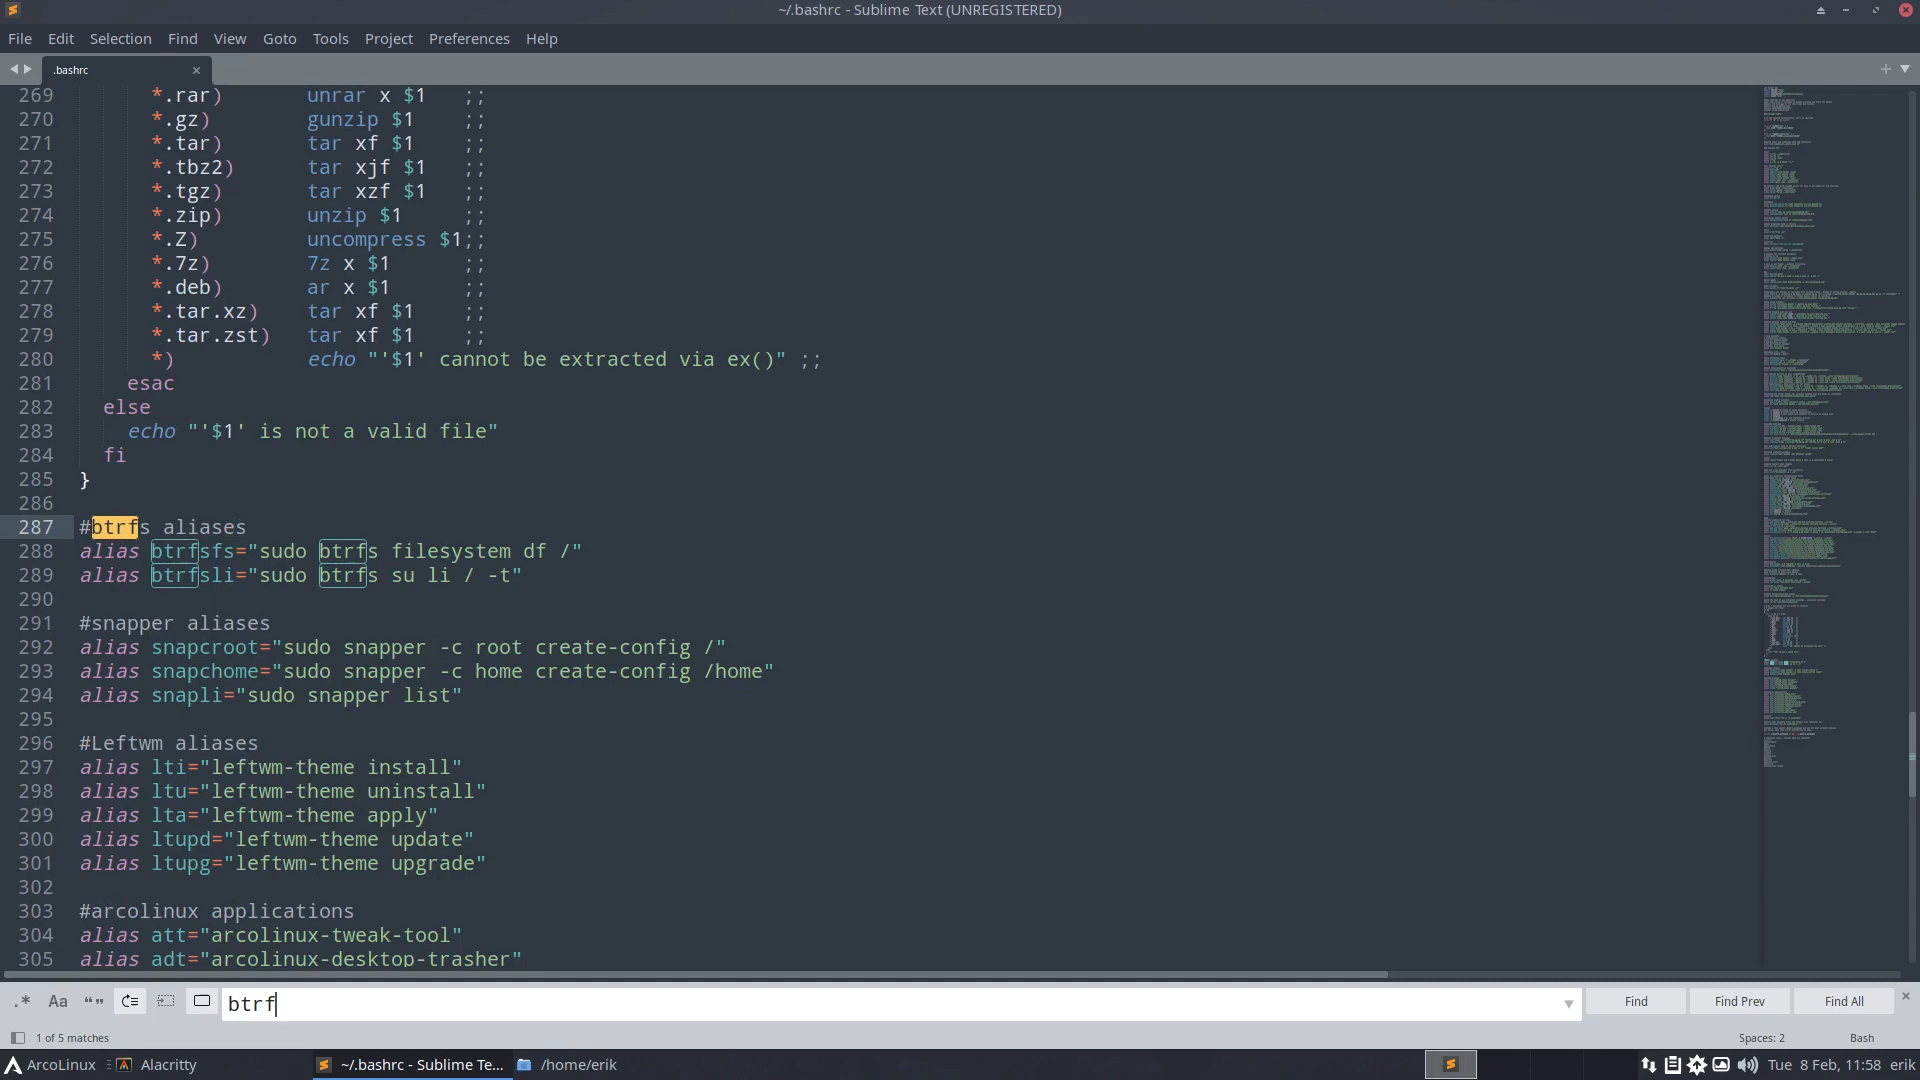 ~/.bashrc - Sublime Text (UNREGISTERED)
File Edit Selection Find View Goto Tools Project Preferences Help
.bashrc
269 *.rar) unrar x $1 ;;
270 *.gz) gunzip $1 ;;
271 *.tar) tar xf $1 ;;
272 *.tbz2) tar xjf $1 ;;
273 *.tgz) tar xzf $1 ;;
274 *.zip) unzip $1 ;;
275 *.Z) uncompress $1;;
276 *.7z) 7z x $1 ;;
277 *.deb) ar x $1 ;;
278 *.tar.xz) tar xf $1 ;;
279 *.tar.zst) tar xf $1 ;;
280 *) echo "'$1' cannot be extracted via ex()" ;;
281 esac
282 else
283 echo "'$1' is not a valid file"
284 fi
285 }
286
287 #btrfs aliases
288 alias btrfsfs="sudo btrfs filesystem df /"
289 alias btrfsli="sudo btrfs su li / -t"
290
291 #snapper aliases
292 alias snapcroot="sudo snapper -c root create-config /"
293 alias snapchome="sudo snapper -c home create-config /home"
294 alias snapli="sudo snapper list"
295
296 #Leftwm aliases
297 alias lti="leftwm-theme install"
298 alias ltu="leftwm-theme uninstall"
299 alias lta="leftwm-theme apply"
300 alias ltupd="leftwm-theme update"
301 alias ltupg="leftwm-theme upgrade"
302
303 #arcolinux applications
304 alias att="arcolinux-tweak-tool"
305 alias adt="arcolinux-desktop-trasher"
.* Aa “” btrf Find Find Prev Find All
1 of 5 matches Spaces: 2 Bash
ArcoLinux Alacritty ~/.bashrc - Sublime Te... /home/erik Tue 8 Feb, 11:58 erik